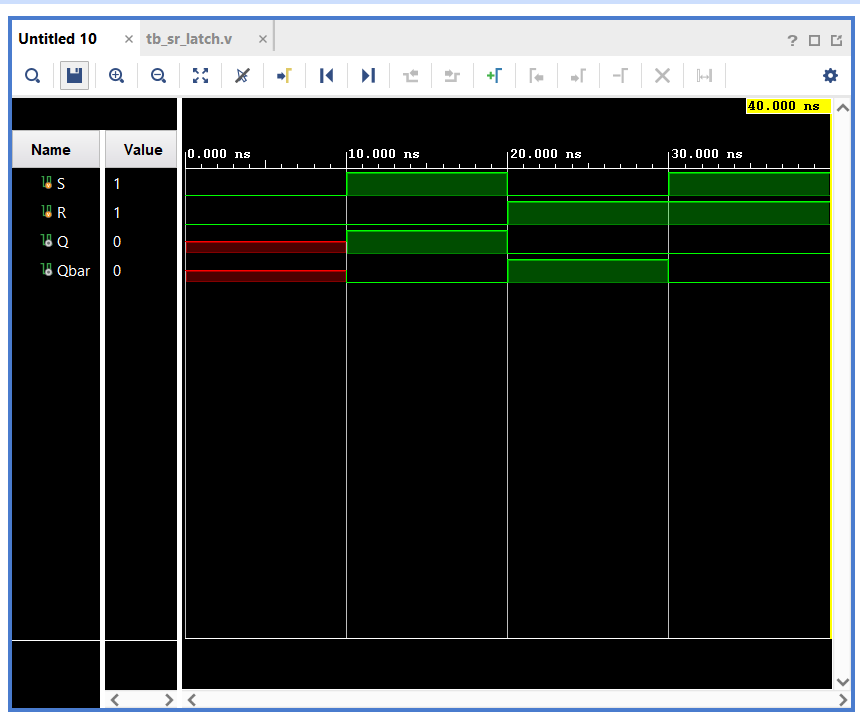 Untitled 10 × tb_sr_latch.v ×
?
40.000 ns
Name Value 0.000 ns 10.000 ns 20.000 ns 30.000 ns
S 1
R 1
Q 0
Qbar 0